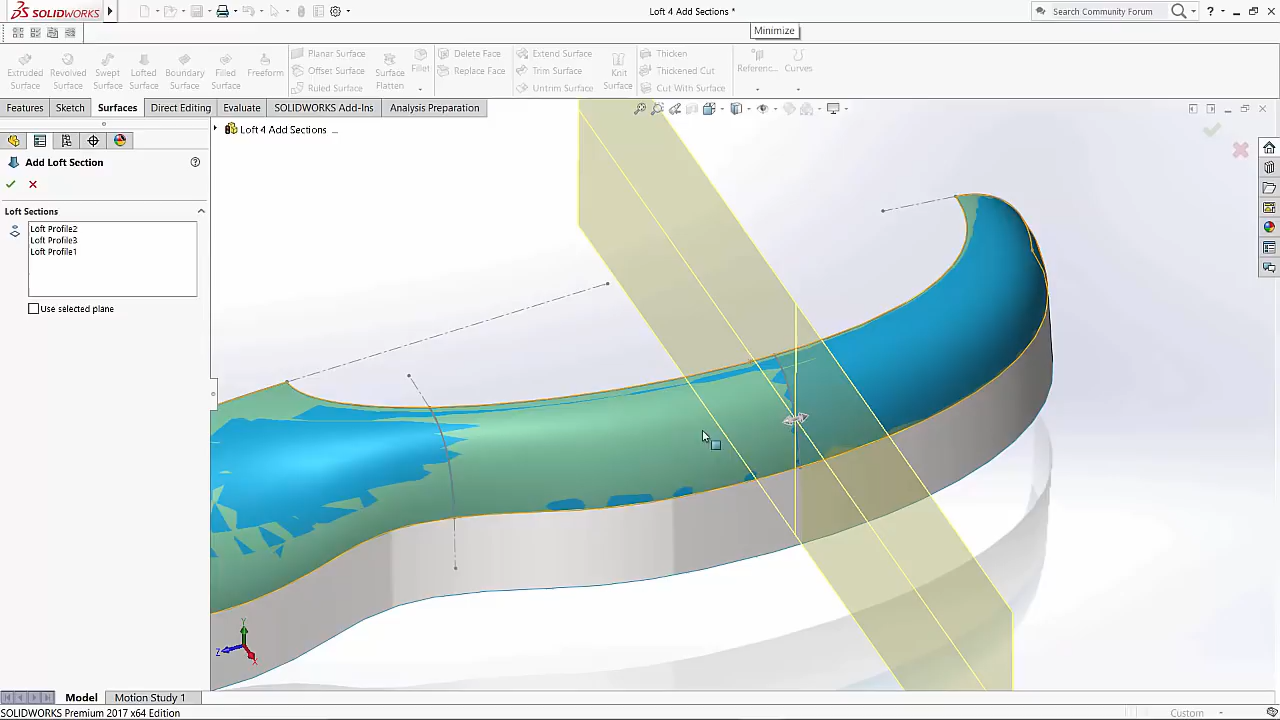 SOLIDWORKS
Loft 4 Add Sections *
Search Community Forum
?
Minimize
Extruded Surface
Revolved Surface
Swept Surface
Lofted Surface
Boundary Surface
Filled Surface
Freeform
Planar Surface
Offset Surface
Ruled Surface
Surface Flatten
Fillet
Delete Face
Replace Face
Extend Surface
Trim Surface
Untrim Surface
Knit Surface
Thicken
Thickened Cut
Cut With Surface
Referenc...
Curves
Features
Sketch
Surfaces
Direct Editing
Evaluate
SOLIDWORKS Add-Ins
Analysis Preparation
Loft 4 Add Sections
Add Loft Section
Loft Sections
Loft Profile2
Loft Profile3
Loft Profile1
Use selected plane
Y
Z
X
Model
Motion Study 1
SOLIDWORKS Premium 2017 x64 Edition
Custom